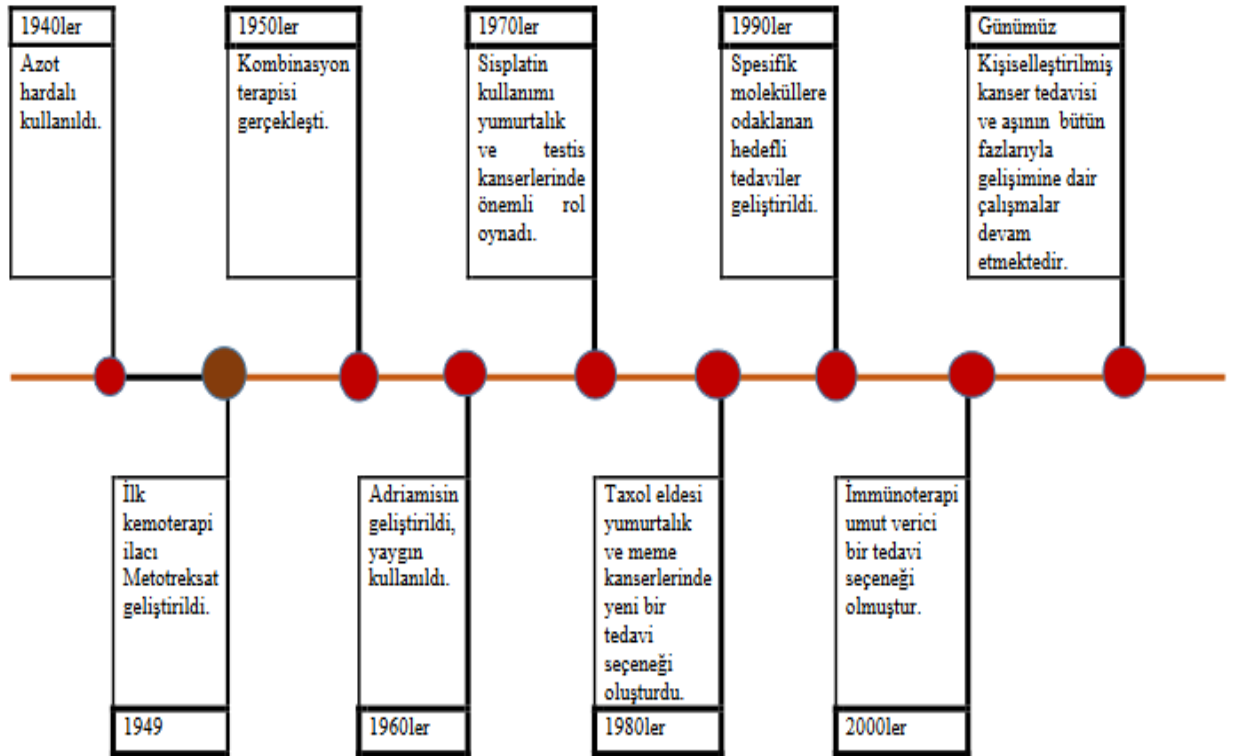 1940ler
Azot
hardalı
kullanıldı.
1950ler
Kombinasyon
terapisi
gerçekleşti.
1970ler
Sisplatin
kullanımı
yumurtalık
ve testis
kanserlerinde
önemli rol
oynadı.
1990ler
Spesifik
moleküllere
odaklanan
hedefli
tedaviler
geliştirildi.
Günümüz
Kişiselleştirilmiş
kanser tedavisi
ve aşının bütün
fazlarıyla
gelişimine dair
çalışmalar
devam
etmektedir.
İlk
kemoterapi
ilacı
Metotreksat
geliştirildi.
1949
Adriamisin
geliştirildi,
yaygın
kullanıldı.
1960ler
Taxol eldesi
yumurtalık
ve meme
kanserlerinde
yeni bir
tedavi
seçeneği
oluşturdu.
1980ler
İmmünoterapi
umut verici
bir tedavi
seçeneği
olmuştur.
2000ler